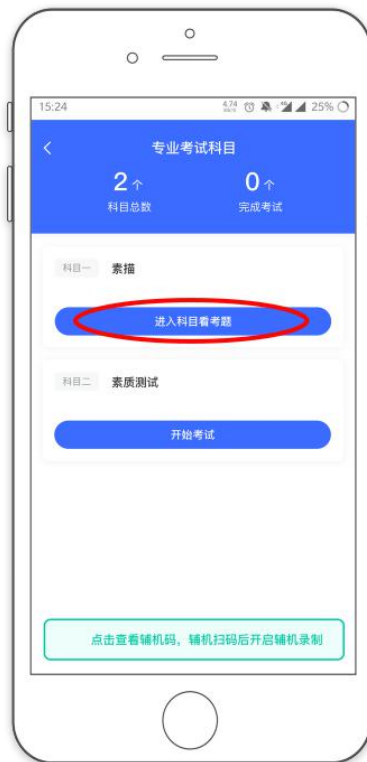 15:24
4.74
25%
专业考试科目
2个
0个
科目总数
完成考试
科目一
素描
进入科目看考题
科目二
素质测试
开始考试
点击查看辅机码，辅机扫码后开启辅机录制